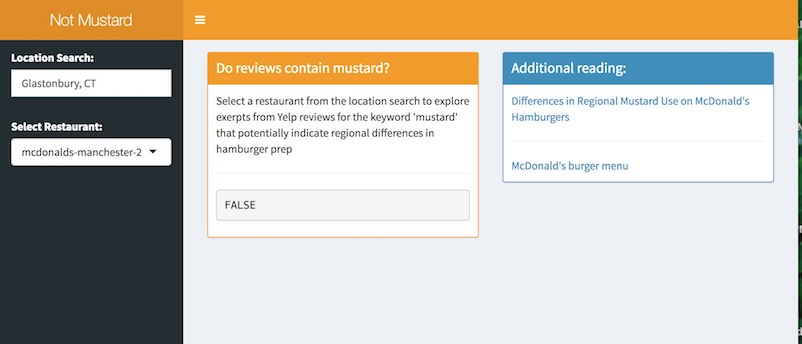 Not Mustard
Location Search:
Glastonbury, CT
Select Restaurant:
mcdonalds-manchester-2
Do reviews contain mustard?
Select a restaurant from the location search to explore
exerpts from Yelp reviews for the keyword 'mustard'
that potentially indicate regional differences in
hamburger prep
FALSE
Additional reading:
Differences in Regional Mustard Use on McDonald's
Hamburgers
McDonald's burger menu